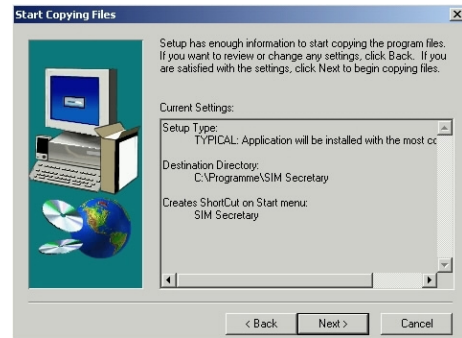 Start Copying Files
Setup has enough information to start copying the program files.
If you want to review or change any settings, click Back. If you
are satisfied with the settings, click Next to begin copying files.
Current Settings:
Setup Type:
TYPICAL: Application will be installed with the most cc
Destination Directory:
C:\Programme\SIM Secretary
Creates ShortCut on Start menu:
SIM Secretary
< Back
Next >
Cancel